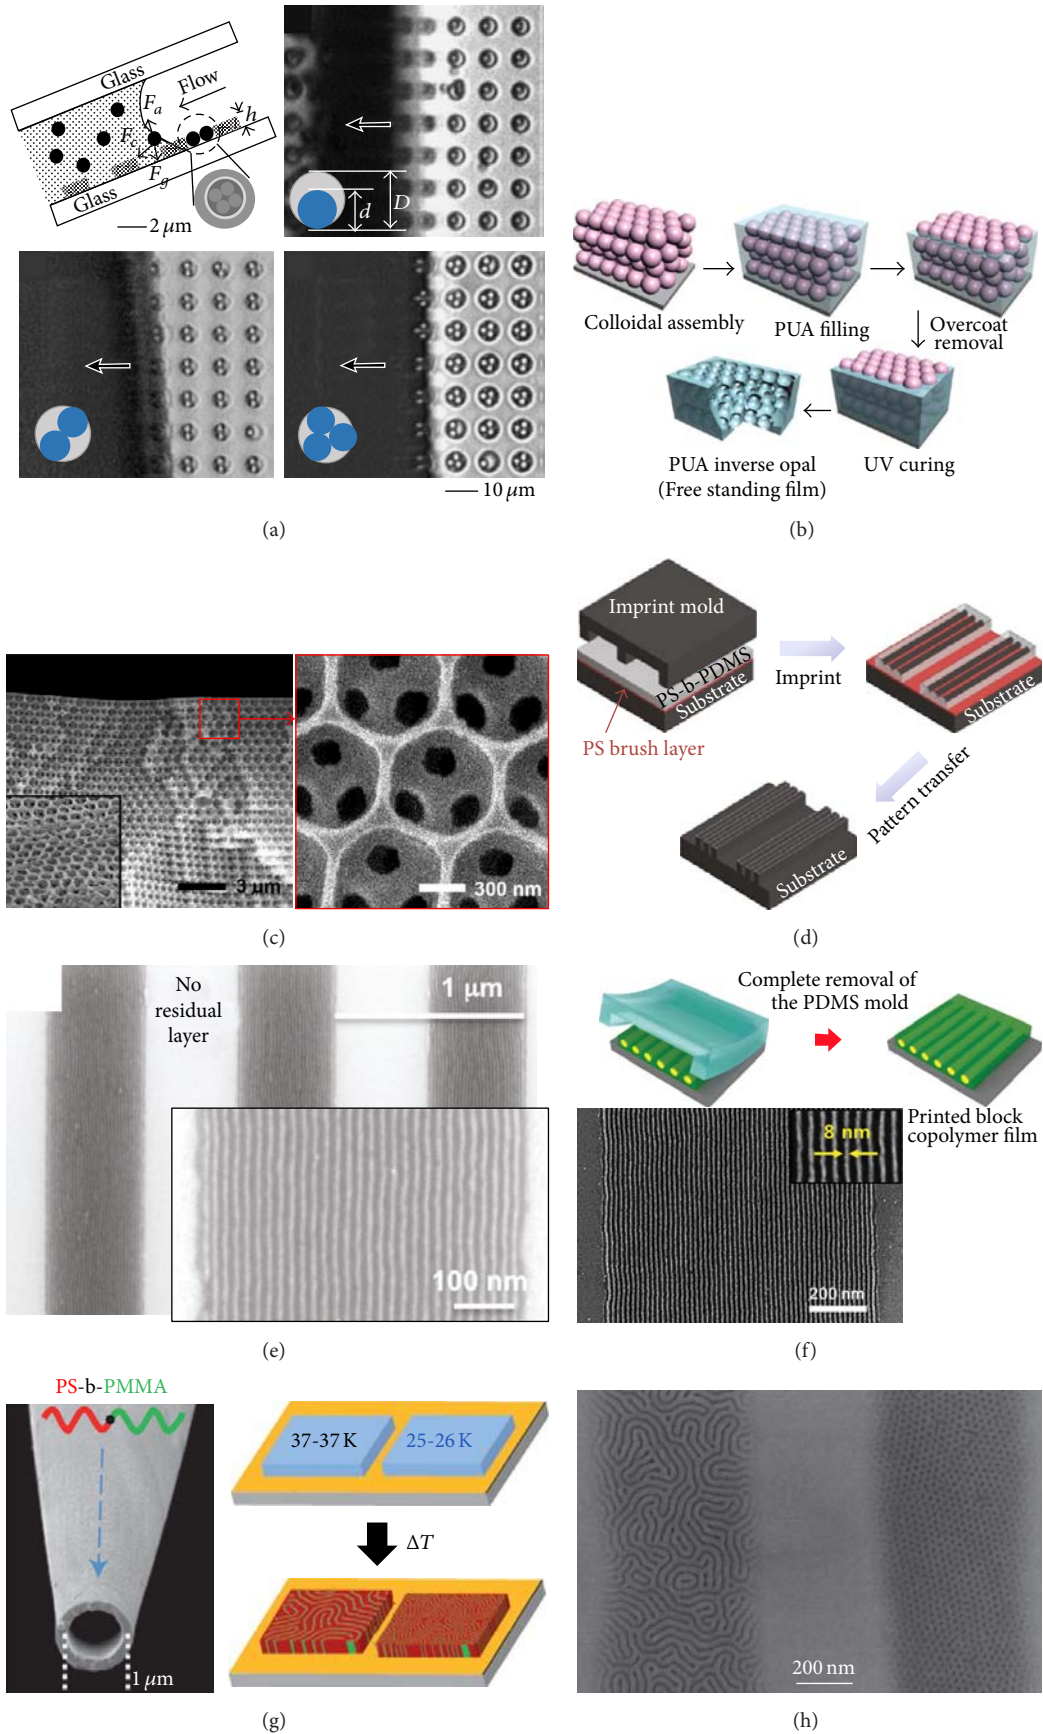 Glass
Flow
F_a
h
F_c
F_g
Glass
2 μm
d
D
10 μm
(a)
Colloidal assembly
PUA filling
Overcoat
removal
PUA inverse opal
(Free standing film)
UV curing
(b)
3 μm
300 nm
(c)
Imprint mold
PS-b-PDMS
Substrate
PS brush layer
Imprint
Substrate
Pattern transfer
Substrate
(d)
No
residual
layer
1 μm
100 nm
(e)
Complete removal of
the PDMS mold
Printed block
copolymer film
8 nm
200 nm
(f)
PS-b-PMMA
1 μm
37-37 K
25-26 K
ΔT
(g)
200 nm
(h)